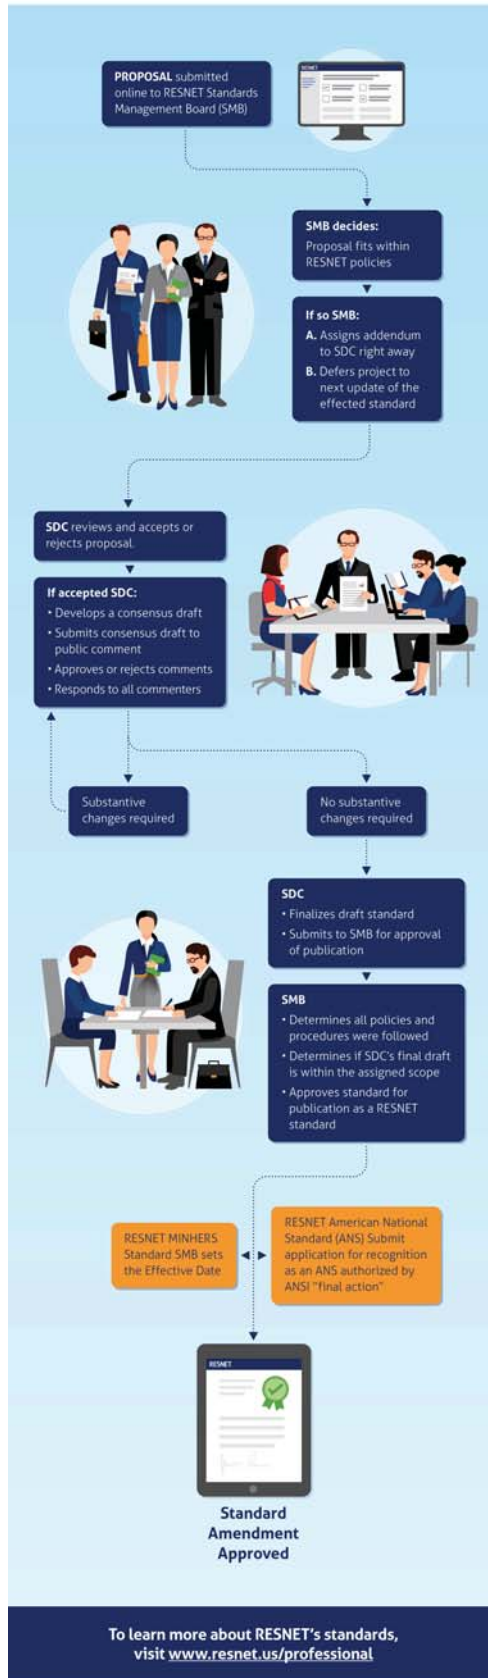 PROPOSAL submitted
online to RESNET Standards
Management Board (SMB)
RESNET
SMB decides:
Proposal fits within
RESNET policies
If so SMB:
A. Assigns addendum
to SDC right away
B. Defers project to
next update of the
effected standard
SDC reviews and accepts or
rejects proposal.
If accepted SDC:
• Develops a consensus draft
• Submits consensus draft to
public comment
• Approves or rejects comments
• Responds to all commenters
Substantive
changes required
No substantive
changes required
SDC
• Finalizes draft standard
• Submits to SMB for approval
of publication
SMB
• Determines all policies and
procedures were followed
• Determines if SDC's final draft
is within the assigned scope
• Approves standard for
publication as a RESNET
standard
RESNET MINHERS
Standard SMB sets
the Effective Date
RESNET American National
Standard (ANS) Submit
application for recognition
as an ANS authorized by
ANSI "final action"
RESNET
Standard
Amendment
Approved
To learn more about RESNET's standards,
visit www.resnet.us/professional